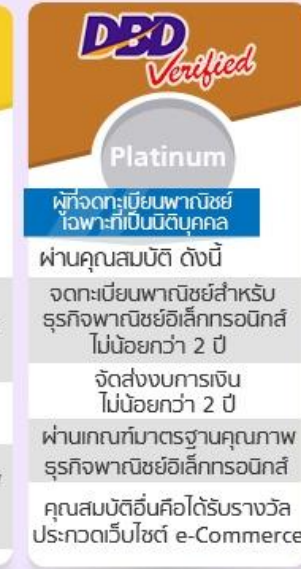 DBD
Verified
Platinum
ผู้ที่จดทะเบียนพาณิชย์
เฉพาะที่เป็นนิติบุคคล
ผ่านคุณสมบัติ ดังนี้
จดทะเบียนพาณิชย์สำหรับ
ธุรกิจพาณิชย์อิเล็กทรอนิกส์
ไม่น้อยกว่า 2 ปี
จัดส่งงบการเงิน
ไม่น้อยกว่า 2 ปี
ผ่านเกณฑ์มาตรฐานคุณภาพ
ธุรกิจพาณิชย์อิเล็กทรอนิกส์
คุณสมบัติอื่นคือได้รับรางวัล
ประกวดเว็บไซต์ e-Commerce